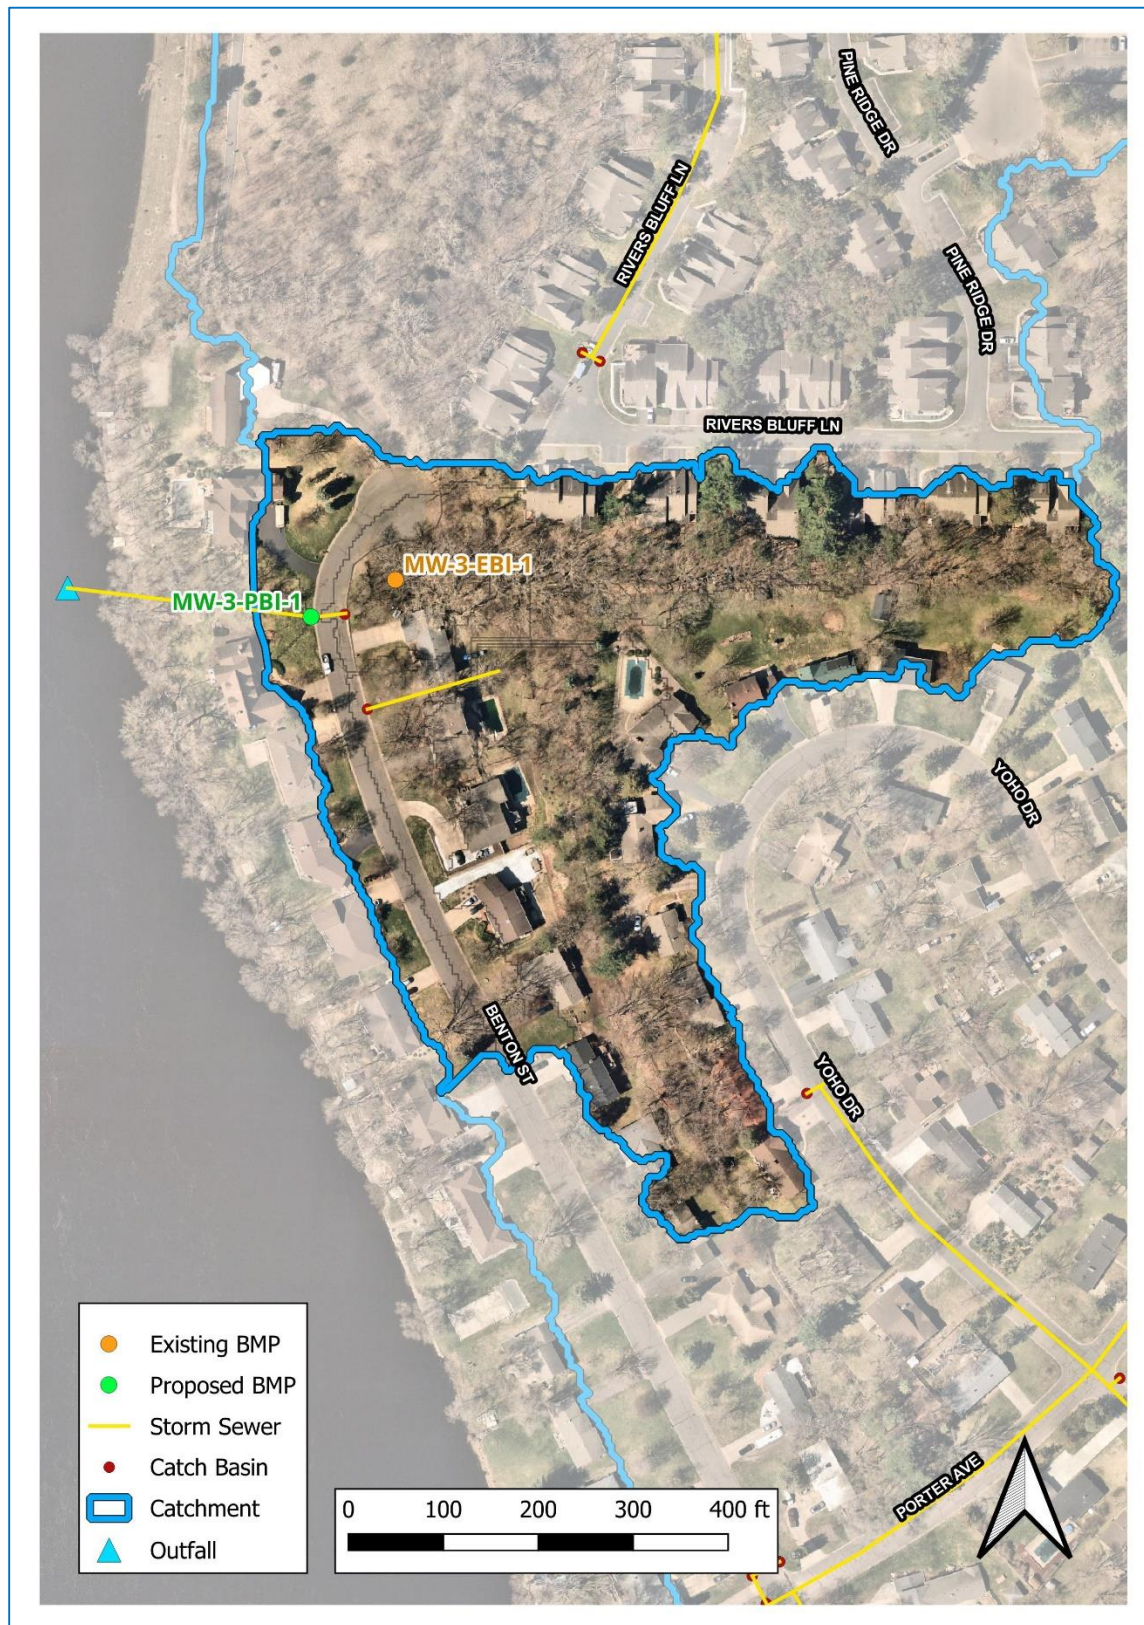 PINE RIDGE DR
RIVERS BLUFF LN
PINE RIDGE DR
RIVERS BLUFF LN
MW-3-EBI-1
MW-3-PBI-1
YOHO DR
BENTON ST
YOHO DR
PORTER AVE
Existing BMP
Proposed BMP
Storm Sewer
Catch Basin
Catchment
Outfall
0 100 200 300 400 ft